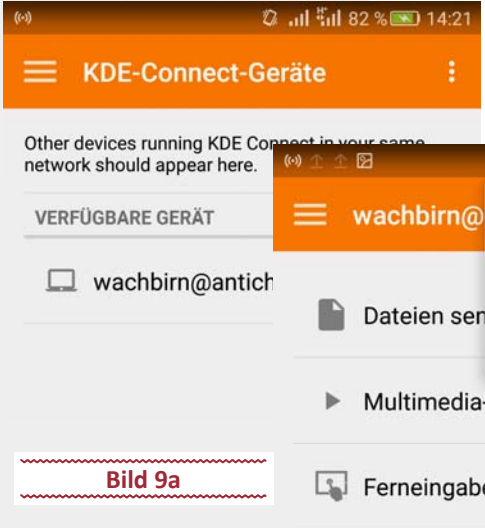 82 % 14:21
KDE-Connect-Geräte
Other devices running KDE Connect in your same
network should appear here.
VERFÜGBARE GERÄT
wachbirn@antich
Bild 9a
wachbirn@
Dateien sen
Multimedia-
Ferneingabe